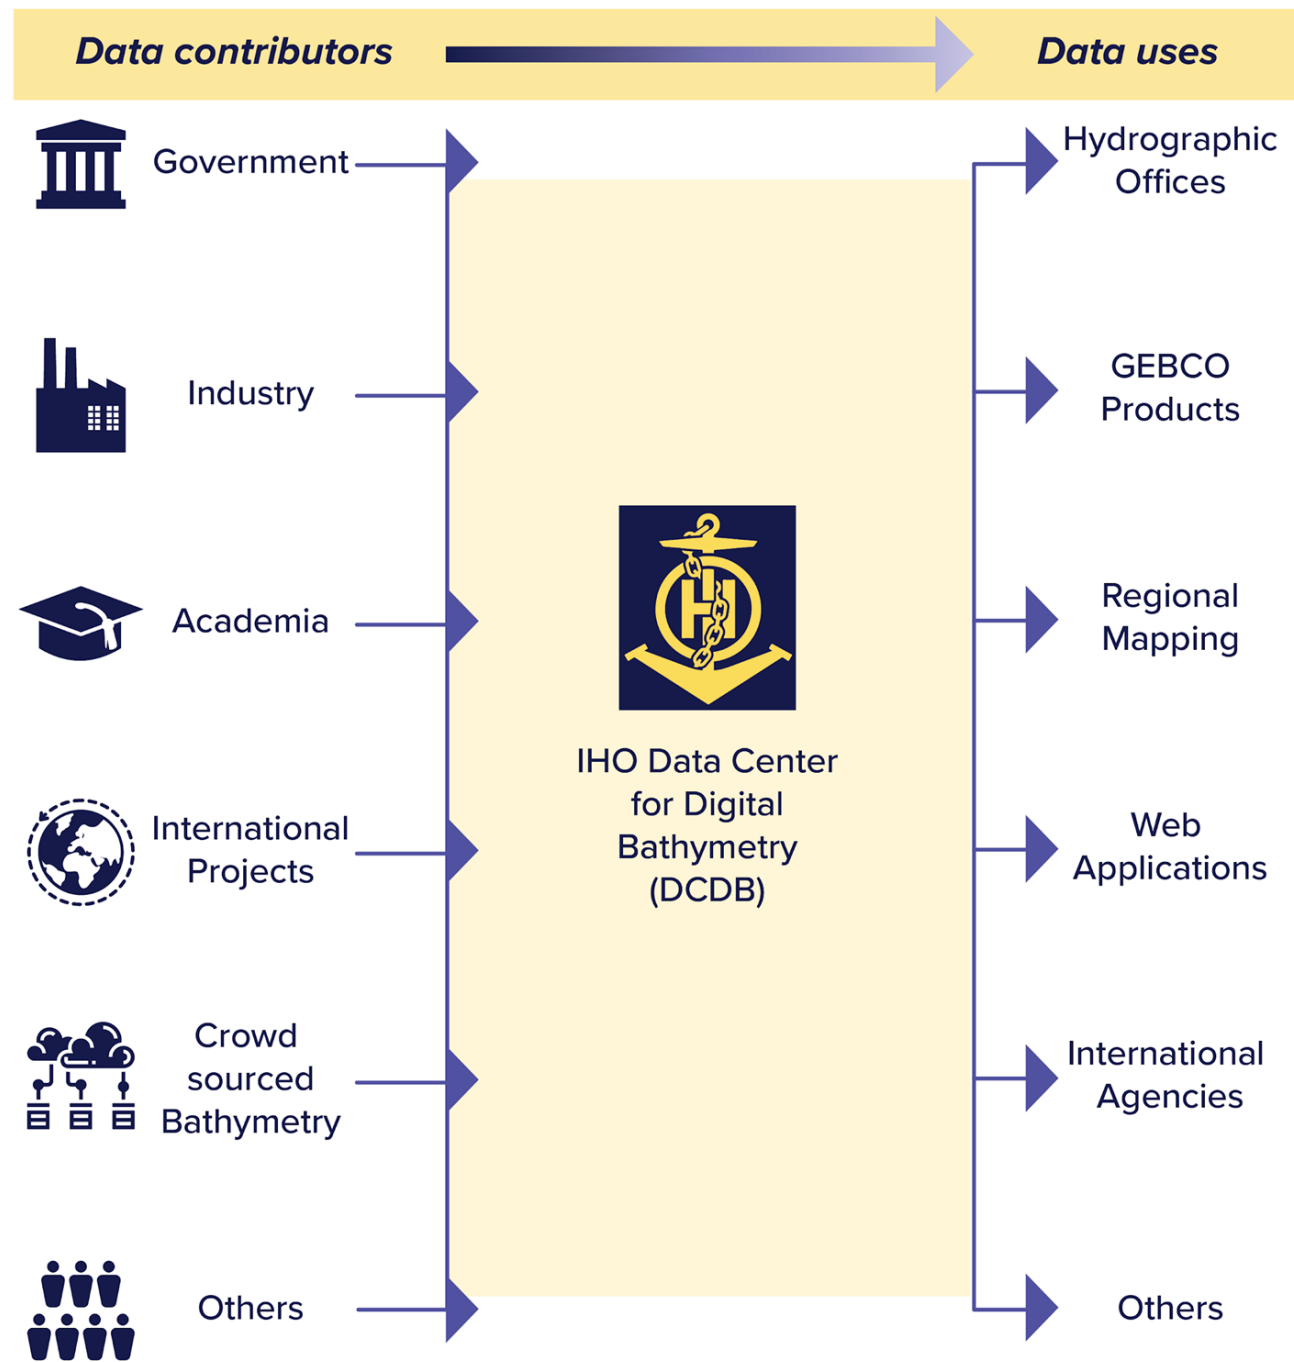 Data contributors
Data uses
Government
Industry
Academia
International
Projects
Crowd
sourced
Bathymetry
Others
IHO Data Center
for Digital
Bathymetry
(DCDB)
Hydrographic
Offices
GEBCO
Products
Regional
Mapping
Web
Applications
International
Agencies
Others